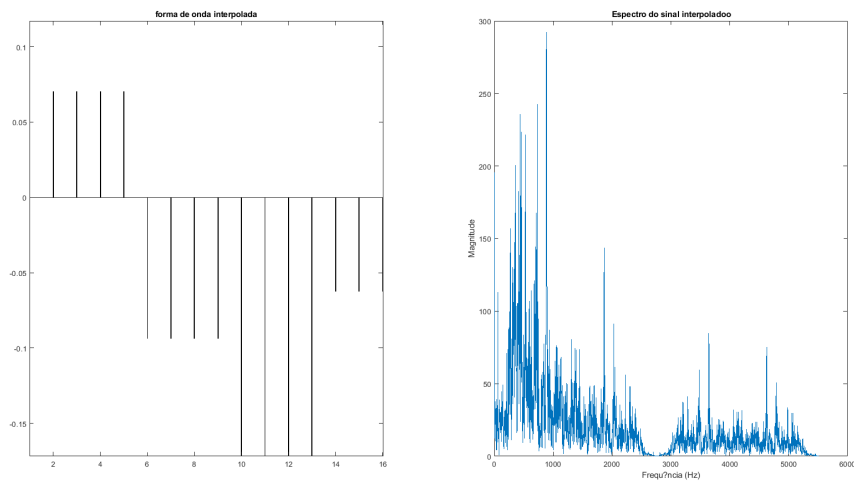 forma de onda interpolada
0.1
0.05
0
-0.05
-0.1
-0.15
2 4 6 8 10 12 14 16
Espectro do sinal interpoladoo
Magnitude
300
250
200
150
100
50
0
0 1000 2000 3000 4000 5000 6000
Frequ?ncia (Hz)